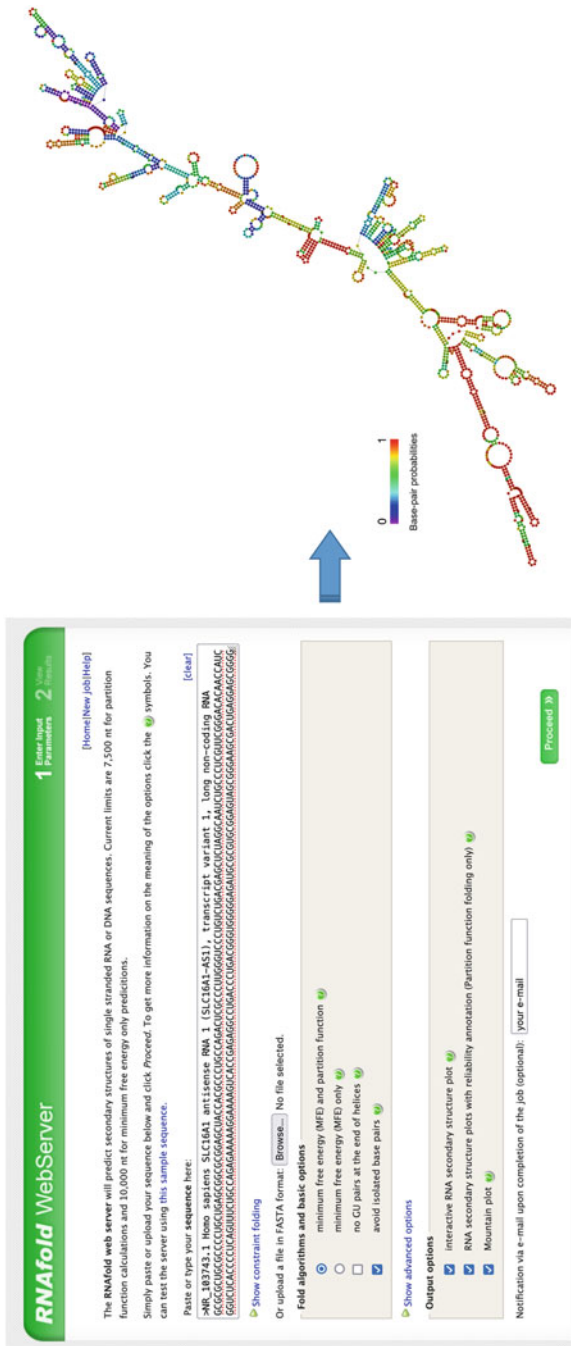 RNAfold WebServer
1 Enter Input Parameters 2 View Results
[Home|New job|Help]
The RNAfold web server will predict secondary structures of single stranded RNA or DNA sequences. Current limits are 7,500 nt for partition
function calculations and 10,000 nt for minimum free energy only predicitions.
Simply paste or upload your sequence below and click Proceed. To get more information on the meaning of the options click the symbols. You
can test the server using this sample sequence.
Paste or type your sequence here:
[clear]
>NR_103743.1 Homo sapiens SLC16A1 antisense RNA 1 (SLC16A1-AS1), transcript variant 1, long non-coding RNA
Show constraint folding
Or upload a file in FASTA format: Browse... No file selected.
Fold algorithms and basic options
minimum free energy (MFE) and partition function
minimum free energy (MFE) only
no GU pairs at the end of helices
avoid isolated base pairs
Show advanced options
Output options
interactive RNA secondary structure plot
RNA secondary structure plots with reliability annotation (Partition function folding only)
Mountain plot
Notification via e-mail upon completion of the job (optional): your e-mail
Proceed »
0 1
Base-pair probabilities